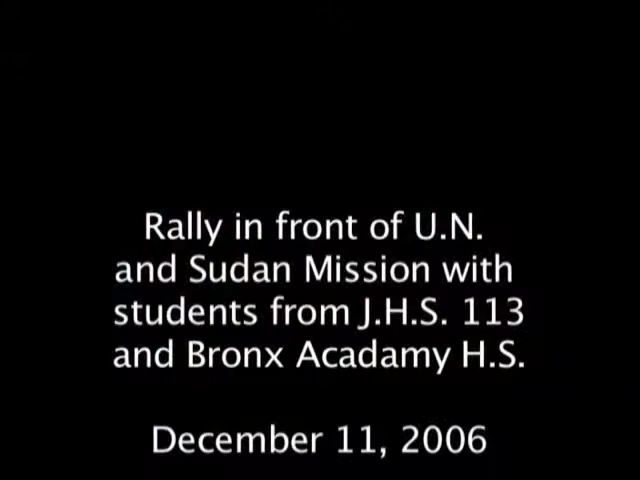 Rally in front of U.N.
and Sudan Mission with
students from J.H.S. 113
and Bronx Acadamy H.S.
December 11, 2006